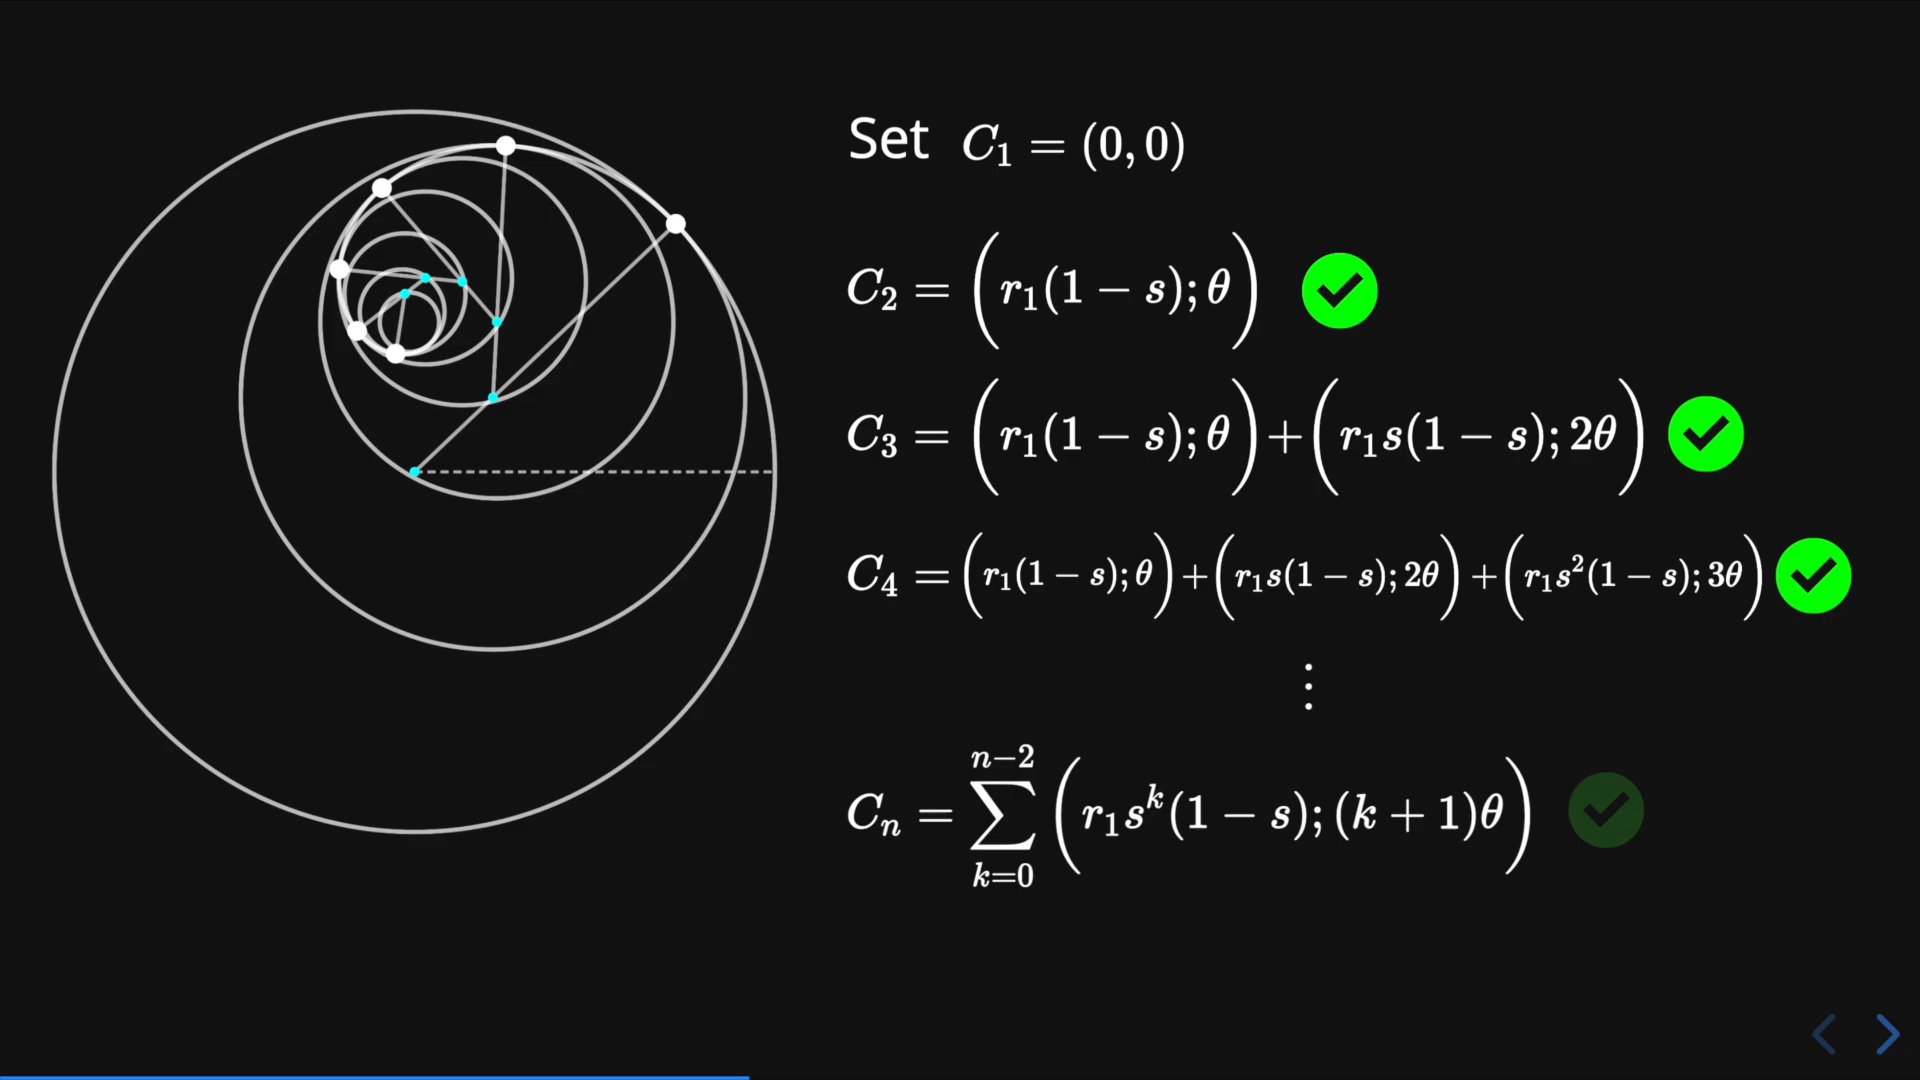 Set C₁ = (0, 0)
C₂ = (r₁(1 − s); θ)
C₃ = (r₁(1 − s); θ) + (r₁s(1 − s); 2θ)
C₄ = (r₁(1 − s); θ) + (r₁s(1 − s); 2θ) + (r₁s²(1 − s); 3θ)
⋮
Cₙ = ∑_{k=0}^{n−2} (r₁sᵏ(1 − s); (k + 1)θ)